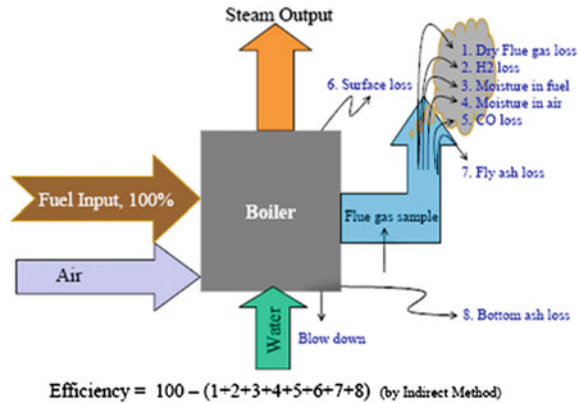 Steam Output
1. Dry Flue gas loss
2. H2 loss
3. Moisture in fuel
4. Moisture in air
5. CO loss
6. Surface loss
7. Fly ash loss
Fuel Input, 100%
Boiler
Flue gas sample
Air
Water
Blow down
8. Bottom ash loss
Efficiency = 100 – (1+2+3+4+5+6+7+8) (by Indirect Method)